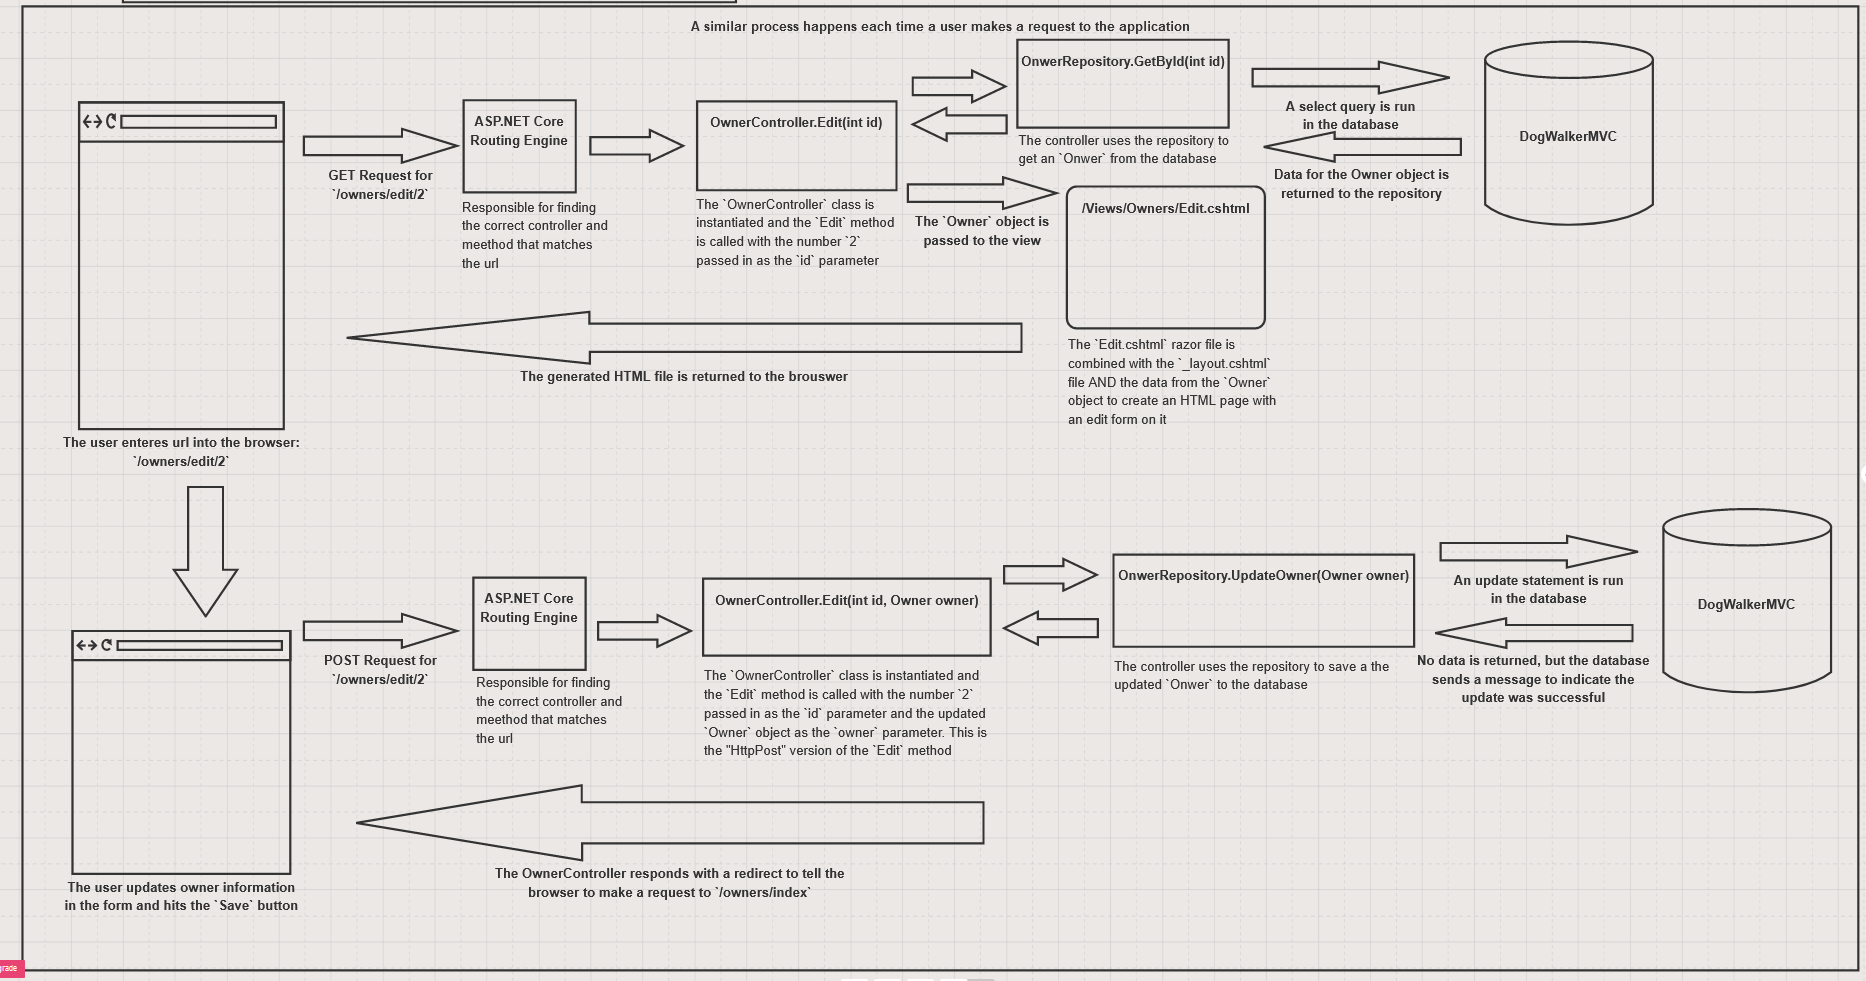 A similar process happens each time a user makes a request to the application
OnwerRepository.GetById(int id)
The controller uses the repository to
get an `Onwer` from the database
A select query is run
in the database
Data for the Owner object is
returned to the repository
DogWalkerMVC
GET Request for
`/owners/edit/2`
ASP.NET Core
Routing Engine
Responsible for finding
the correct controller and
meethod that matches
the url
OwnerController.Edit(int id)
The `OwnerController` class is
instantiated and the `Edit` method
is called with the number `2`
passed in as the `id` parameter
The `Owner` object is
passed to the view
/Views/Owners/Edit.cshtml
The `Edit.cshtml` razor file is
combined with the `_layout.cshtml`
file AND the data from the `Owner`
object to create an HTML page with
an edit form on it
The generated HTML file is returned to the brouswer
The user enteres url into the browser:
`/owners/edit/2`
POST Request for
`/owners/edit/2`
ASP.NET Core
Routing Engine
Responsible for finding
the correct controller and
meethod that matches
the url
OwnerController.Edit(int id, Owner owner)
The `OwnerController` class is instantiated and
the `Edit` method is called with the number `2`
passed in as the `id` parameter and the updated
`Owner` object as the `owner` parameter. This is
the "HttpPost" version of the `Edit` method
OnwerRepository.UpdateOwner(Owner owner)
The controller uses the repository to save a the
updated `Onwer` to the database
An update statement is run
in the database
No data is returned, but the database
sends a message to indicate the
update was successful
DogWalkerMVC
The OwnerController responds with a redirect to tell the
browser to make a request to `/owners/index`
The user updates owner information
in the form and hits the `Save` button